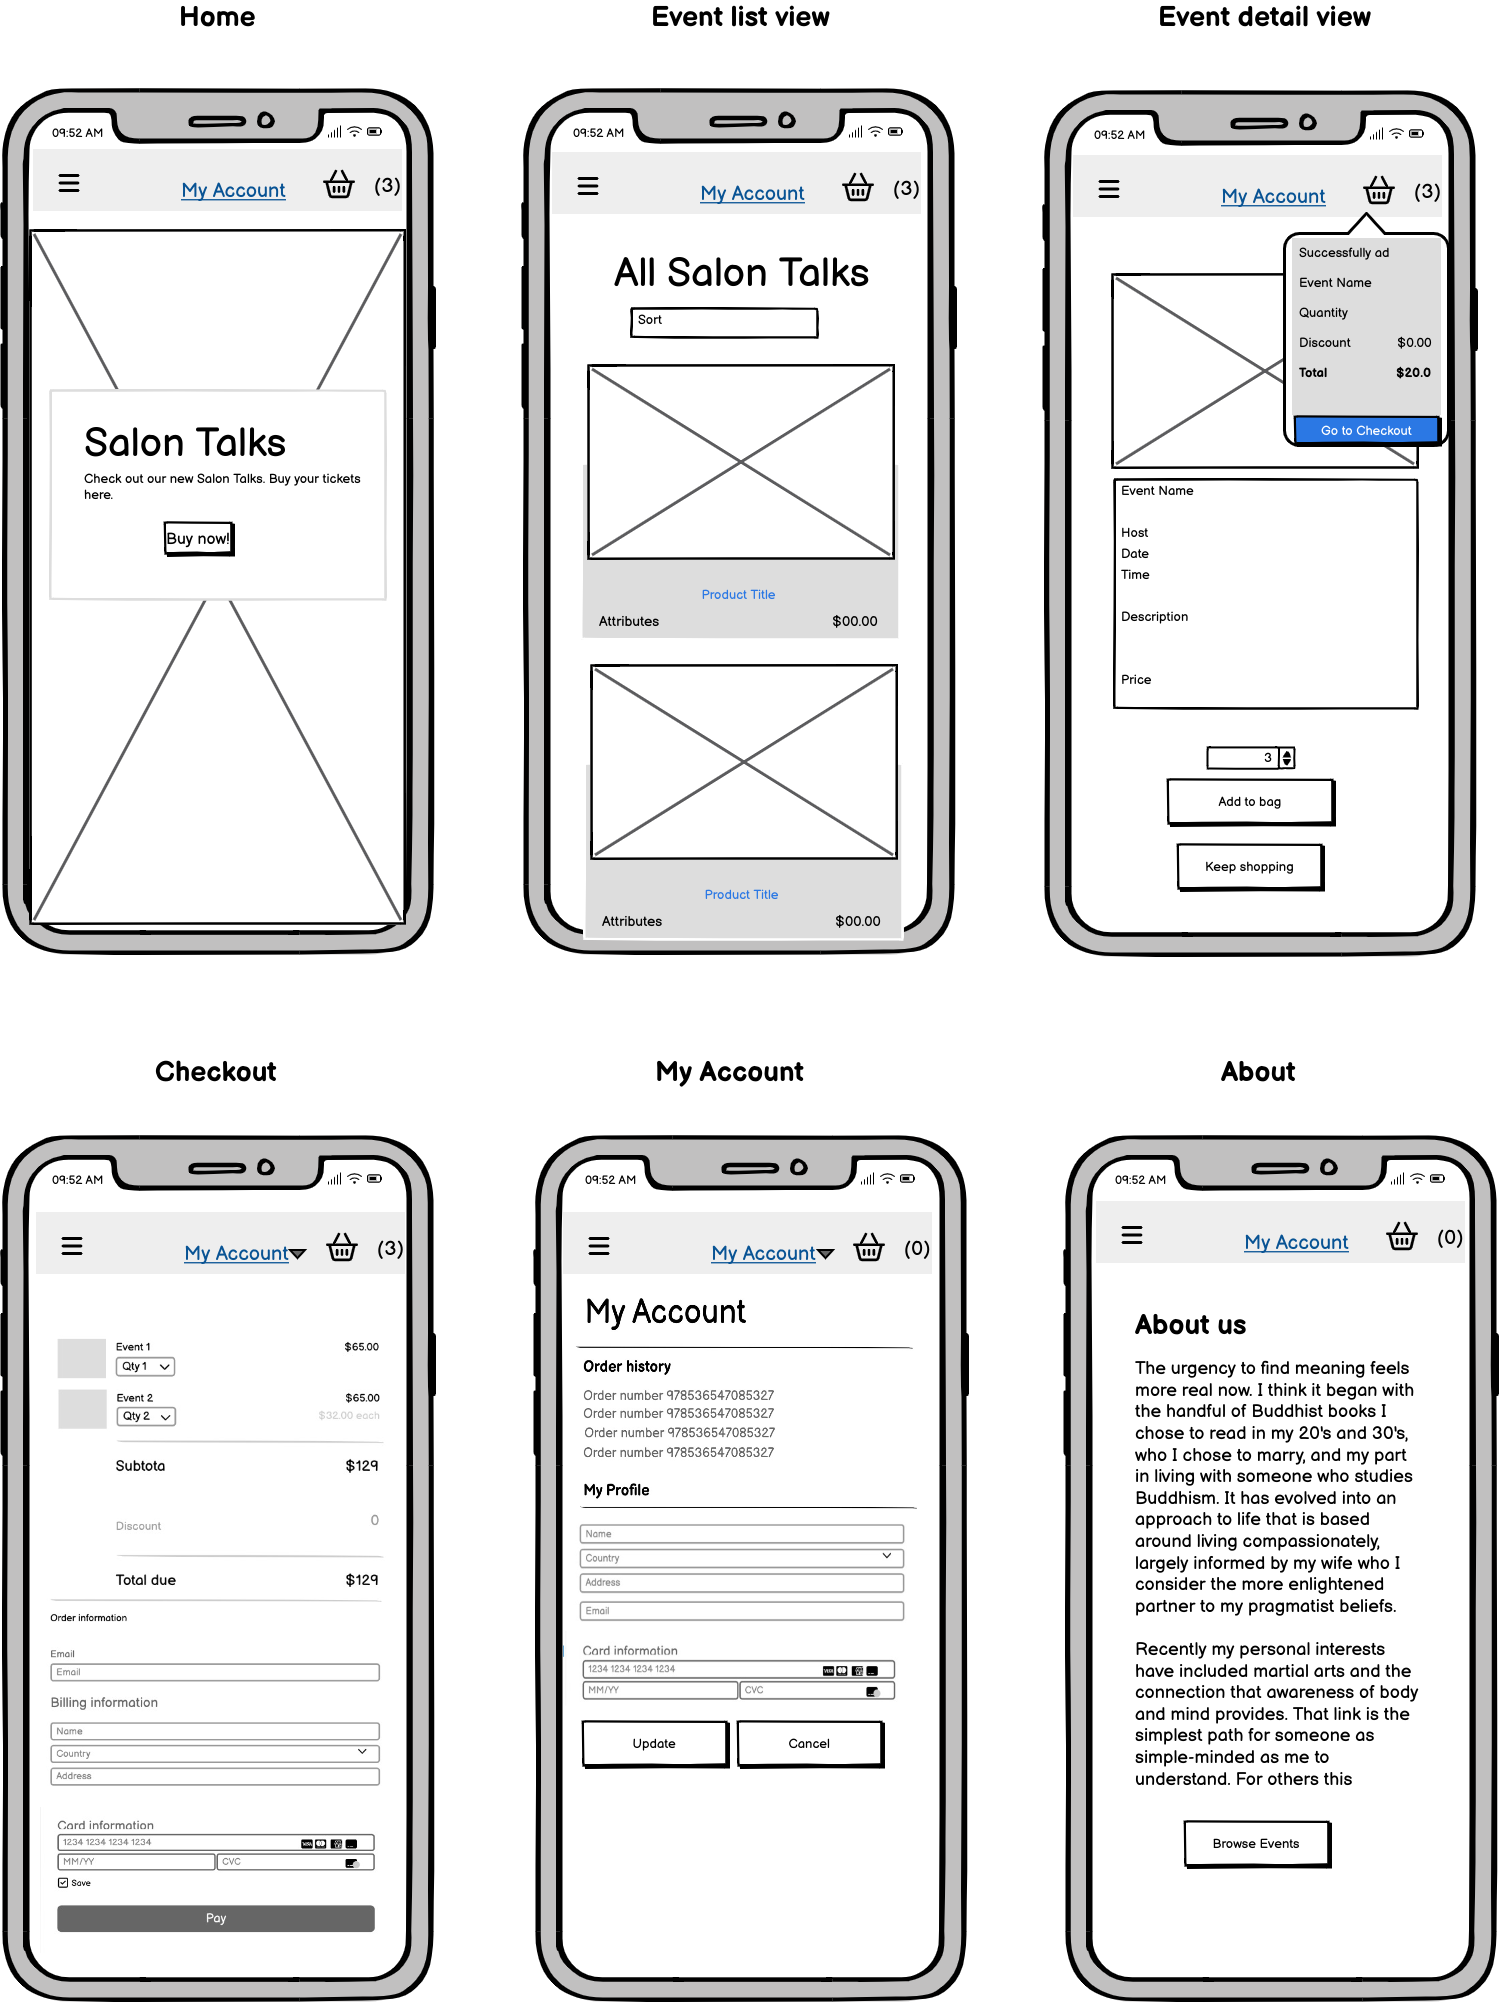 Home
09:52 AM
My Account (3)
Salon Talks
Check out our new Salon Talks. Buy your tickets
here.
Buy now!
Event list view
09:52 AM
My Account (3)
All Salon Talks
Sort
Product Title
Attributes $00.00
Product Title
Attributes $00.00
Event detail view
09:52 AM
My Account (3)
Successfully ad
Event Name
Quantity
Discount $0.00
Total $20.0
Go to Checkout
Event Name
Host
Date
Time
Description
Price
3
Add to bag
Keep shopping
Checkout
09:52 AM
My Account (3)
Event 1 $65.00
Qty 1
Event 2 $65.00
Qty 2 $32.00 each
Subtota $129
Discount 0
Total due $129
Order information
Email
Email
Billing information
Name
Country
Address
Card information
1234 1234 1234 1234 VISA
MM/YY CVC
Save
Pay
My Account
09:52 AM
My Account (0)
My Account
Order history
Order number 978536547085327
Order number 978536547085327
Order number 978536547085327
Order number 978536547085327
My Profile
Name
Country
Address
Email
Card information
1234 1234 1234 1234 VISA
MM/YY CVC
Update Cancel
About
09:52 AM
My Account (0)
About us
The urgency to find meaning feels
more real now. I think it began with
the handful of Buddhist books I
chose to read in my 20's and 30's,
who I chose to marry, and my part
in living with someone who studies
Buddhism. It has evolved into an
approach to life that is based
around living compassionately,
largely informed by my wife who I
consider the more enlightened
partner to my pragmatist beliefs.
Recently my personal interests
have included martial arts and the
connection that awareness of body
and mind provides. That link is the
simplest path for someone as
simple-minded as me to
understand. For others this
Browse Events